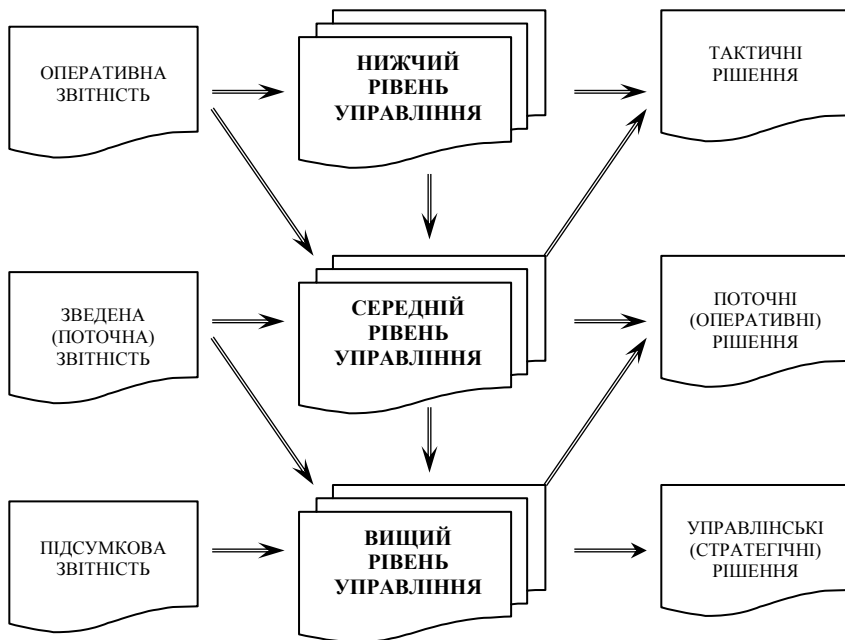 ОПЕРАТИВНА
ЗВІТНІСТЬ
НИЖЧИЙ
РІВЕНЬ
УПРАВЛІННЯ
ТАКТИЧНІ
РІШЕННЯ
ЗВЕДЕНА
(ПОТОЧНА)
ЗВІТНІСТЬ
СЕРЕДНІЙ
РІВЕНЬ
УПРАВЛІННЯ
ПОТОЧНІ
(ОПЕРАТИВНІ)
РІШЕННЯ
ПІДСУМКОВА
ЗВІТНІСТЬ
ВИЩИЙ
РІВЕНЬ
УПРАВЛІННЯ
УПРАВЛІНСЬКІ
(СТРАТЕГІЧНІ)
РІШЕННЯ